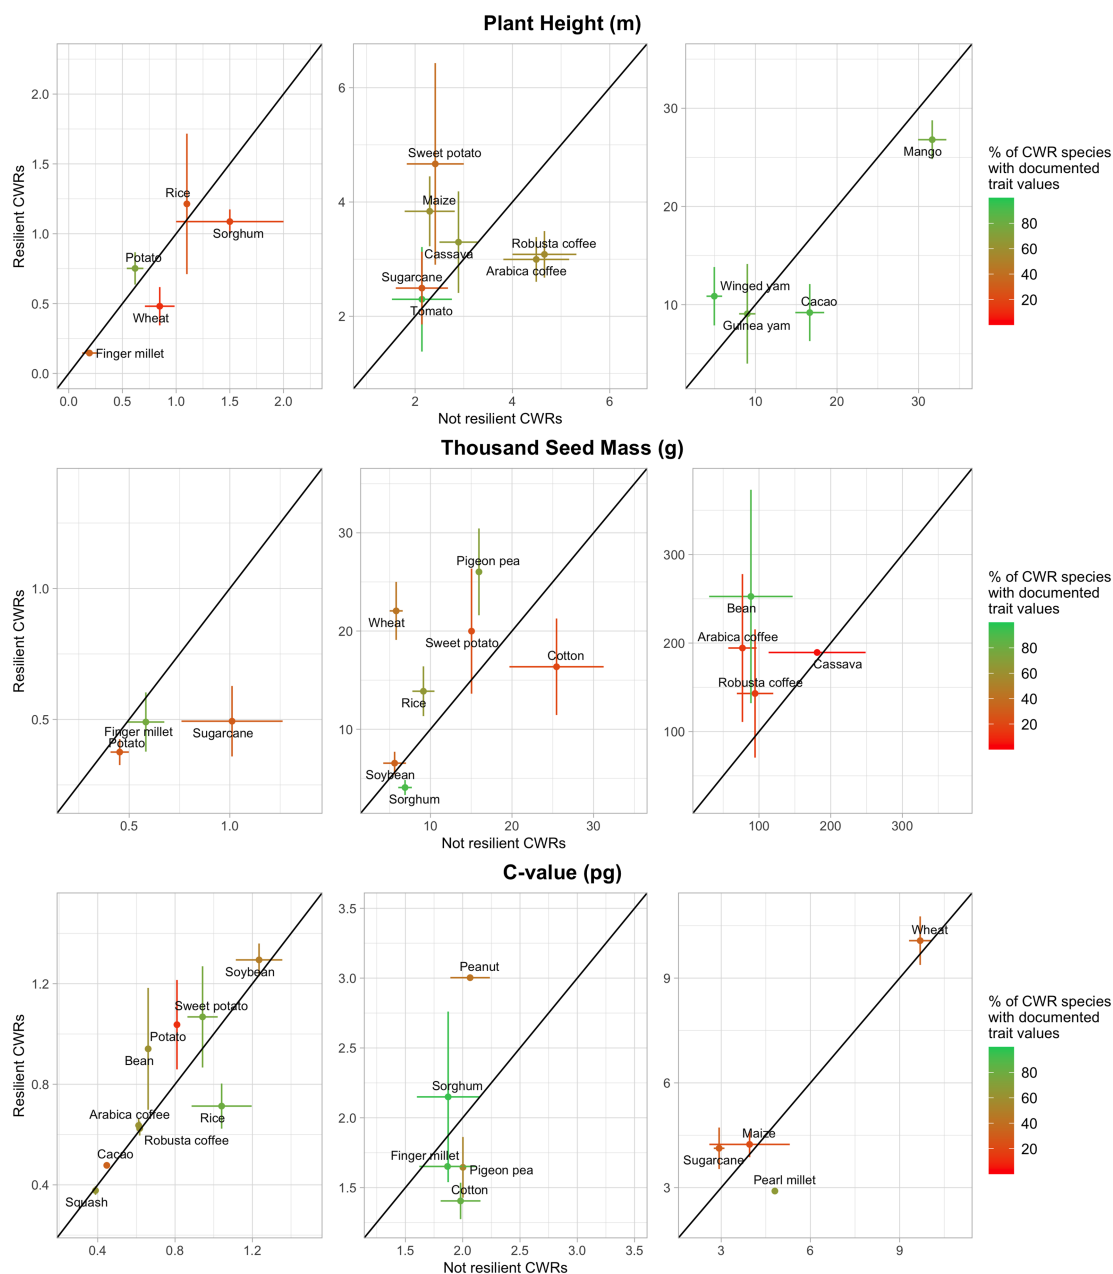 Plant Height (m)
Resilient CWRs
2.0
1.5
1.0
0.5
0.0
Rice
Sorghum
Potato
Wheat
Finger millet
0.0 0.5 1.0 1.5 2.0
6
4
2
Sweet potato
Maize
Cassava
Robusta coffee
Arabica coffee
Sugarcane
Tomato
2 4 6
30
20
10
Mango
Winged yam
Cacao
Guinea yam
10 20 30
Not resilient CWRs
% of CWR species
with documented
trait values
80
60
40
20
Thousand Seed Mass (g)
Resilient CWRs
1.0
0.5
Finger millet
Potato
Sugarcane
0.5 1.0
30
20
10
Pigeon pea
Wheat
Sweet potato
Cotton
Rice
Soybean
Sorghum
10 20 30
300
200
100
Bean
Arabica coffee
Cassava
Robusta coffee
100 200 300
Not resilient CWRs
% of CWR species
with documented
trait values
80
60
40
20
C-value (pg)
Resilient CWRs
1.2
0.8
0.4
Soybean
Sweet potato
Potato
Bean
Arabica coffee
Rice
Robusta coffee
Cacao
Squash
0.4 0.8 1.2
3.5
3.0
2.5
2.0
1.5
Peanut
Sorghum
Finger millet
Pigeon pea
Cotton
1.5 2.0 2.5 3.0 3.5
9
6
3
Wheat
Maize
Sugarcane
Pearl millet
3 6 9
Not resilient CWRs
% of CWR species
with documented
trait values
80
60
40
20